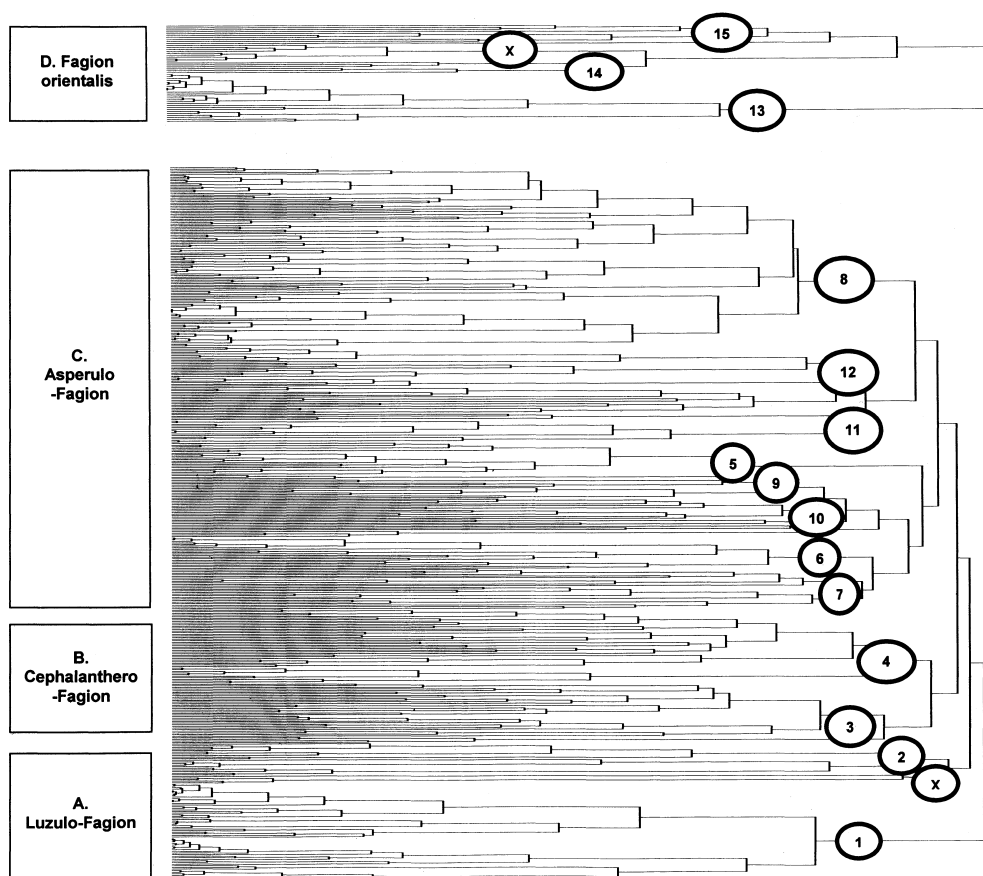 D. Fagion
orientalis
15
X
14
13
C.
Asperulo
-Fagion
8
12
11
5
9
10
6
7
B.
Cephalanthero
-Fagion
4
3
2
X
A.
Luzulo-Fagion
1